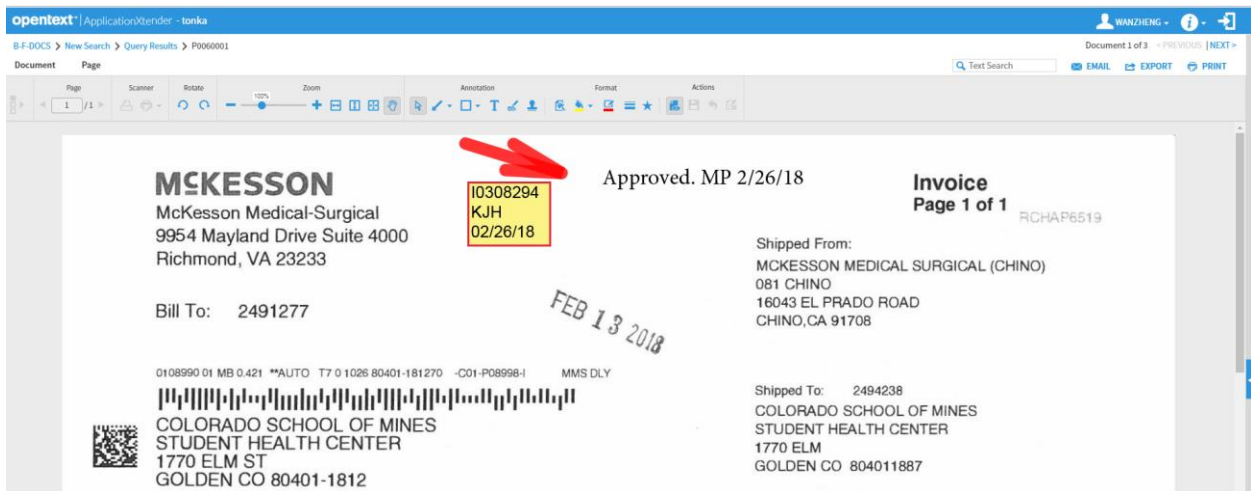 opentext™ | ApplicationXtender - tonka
WANZHENG
B-F-DOCS > New Search > Query Results > P0060001
Document 1 of 3 < PREVIOUS | NEXT >
Document Page
Text Search
EMAIL EXPORT PRINT
Page Scanner Rotate Zoom Annotation Format Actions
1 /1 100% T
MCKESSON
McKesson Medical-Surgical
9954 Mayland Drive Suite 4000
Richmond, VA 23233
I0308294
KJH
02/26/18
Approved. MP 2/26/18
Invoice
Page 1 of 1
RCHAP6519
Shipped From:
MCKESSON MEDICAL SURGICAL (CHINO)
081 CHINO
16043 EL PRADO ROAD
CHINO,CA 91708
Bill To: 2491277
FEB 13 2018
0108990 01 MB 0.421 **AUTO T7 0 1026 80401-181270 -C01-P08998-I MMS DLY
COLORADO SCHOOL OF MINES
STUDENT HEALTH CENTER
1770 ELM ST
GOLDEN CO 80401-1812
Shipped To: 2494238
COLORADO SCHOOL OF MINES
STUDENT HEALTH CENTER
1770 ELM
GOLDEN CO 804011887